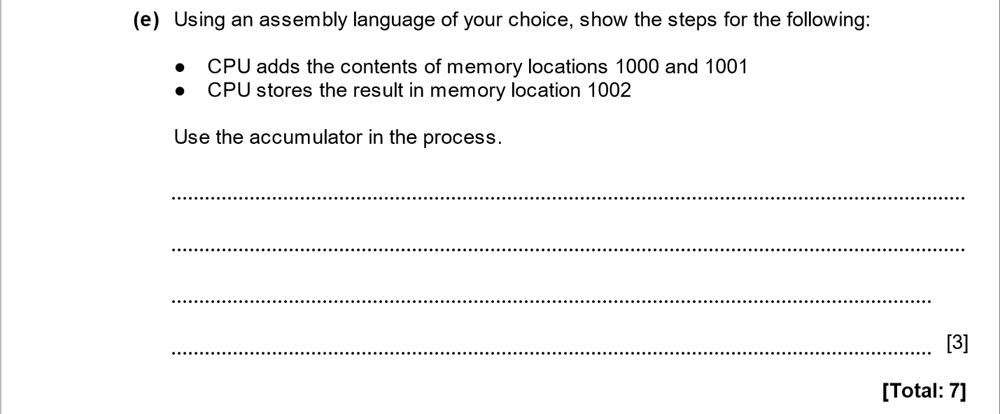 (e) Using an assembly language of your choice, show the steps for the following:
● CPU adds the contents of memory locations 1000 and 1001
● CPU stores the result in memory location 1002
Use the accumulator in the process.
[3]
[Total: 7]